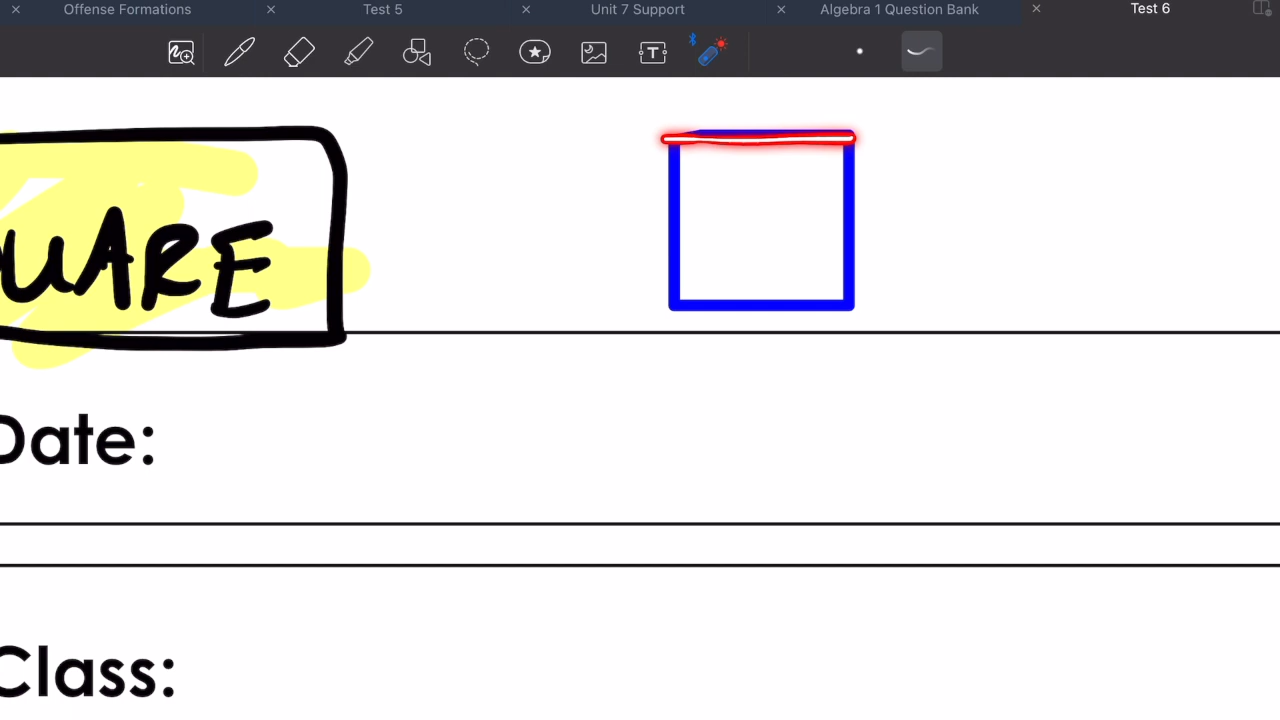 Offense Formations Test 5 Unit 7 Support Algebra 1 Question Bank Test 6
UARE
Date:
Class: